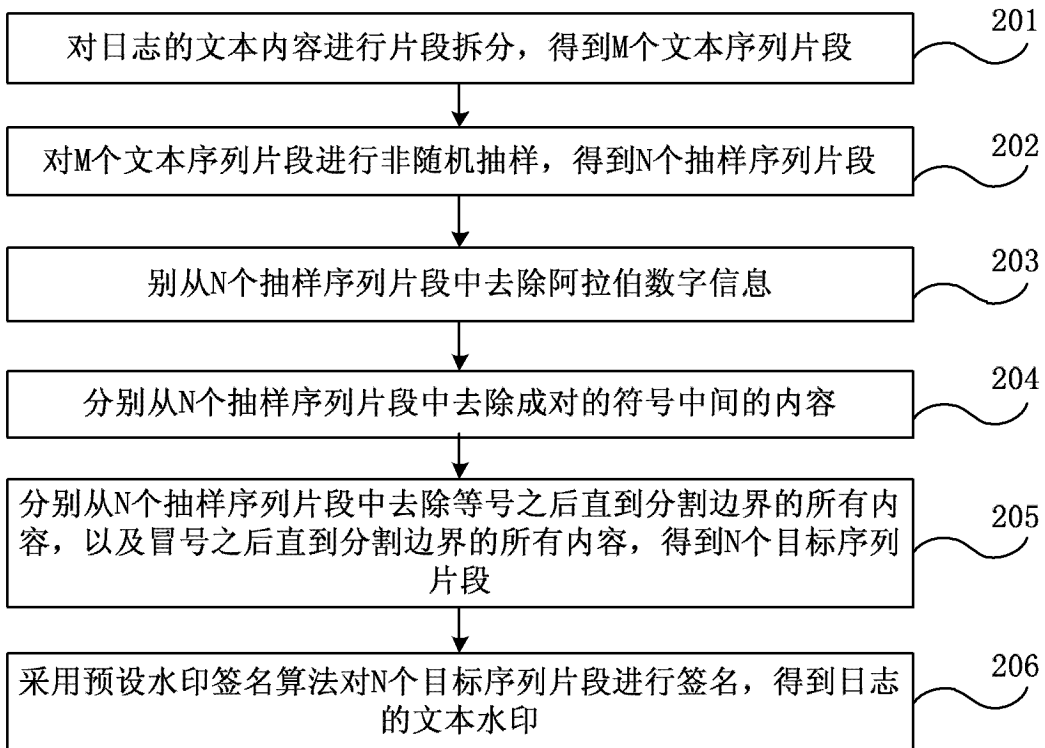 对日志的文本内容进行片段拆分，得到M个文本序列片段
201
对M个文本序列片段进行非随机抽样，得到N个抽样序列片段
202
别从N个抽样序列片段中去除阿拉伯数字信息
203
分别从N个抽样序列片段中去除成对的符号中间的内容
204
分别从N个抽样序列片段中去除等号之后直到分割边界的所有内
容，以及冒号之后直到分割边界的所有内容，得到N个目标序列
片段
205
采用预设水印签名算法对N个目标序列片段进行签名，得到日志
的文本水印
206